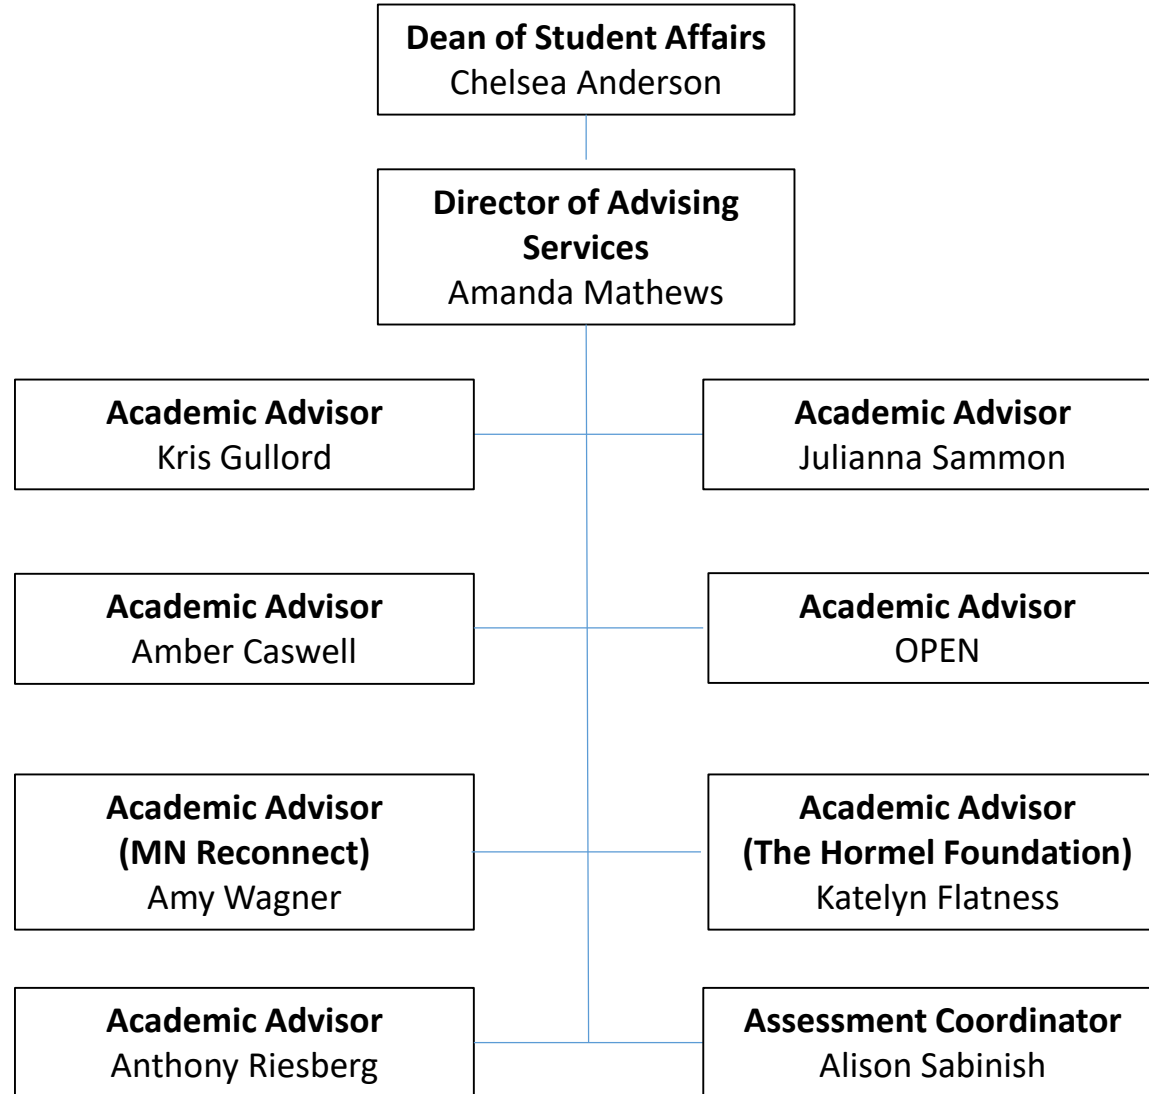 Dean of Student Affairs
Chelsea Anderson
Director of Advising
Services
Amanda Mathews
Academic Advisor
Kris Gullord
Academic Advisor
Julianna Sammon
Academic Advisor
Amber Caswell
Academic Advisor
OPEN
Academic Advisor
(MN Reconnect)
Amy Wagner
Academic Advisor
(The Hormel Foundation)
Katelyn Flatness
Academic Advisor
Anthony Riesberg
Assessment Coordinator
Alison Sabinish